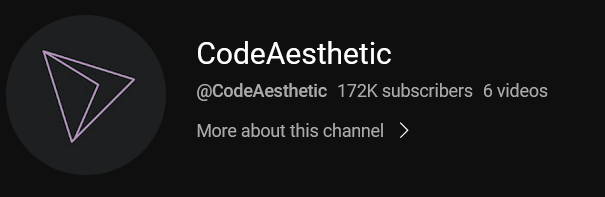 CodeAesthetic
@CodeAesthetic 172K subscribers 6 videos
More about this channel